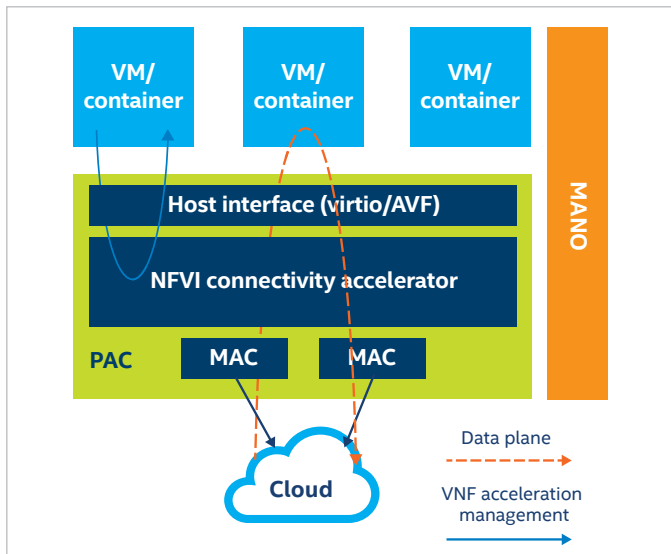 VM/
container
VM/
container
VM/
container
MANO
Host interface (virtio/AVF)
NFVI connectivity accelerator
PAC
MAC
MAC
Cloud
Data plane
VNF acceleration
management